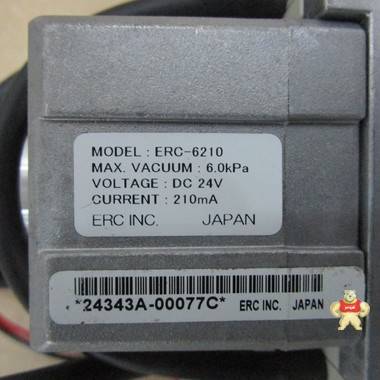 MODEL : ERC-6210
MAX. VACUUM : 6.0kPa
VOLTAGE : DC 24V
CURRENT : 210mA
ERC INC. JAPAN
*24343A-00077C* ERC INC. JAPAN